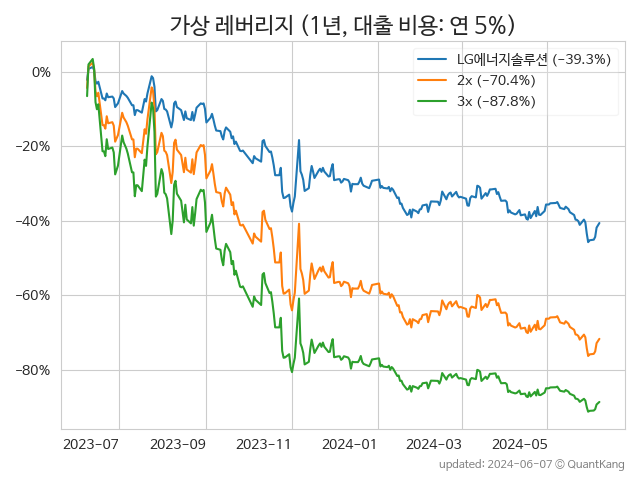 가상 레버리지 (1년, 대출 비용: 연 5%)
LG에너지솔루션 (−39.3%)
2x (−70.4%)
3x (−87.8%)
0%
−20%
−40%
−60%
−80%
2023-07 2023-09 2023-11 2024-01 2024-03 2024-05
updated: 2024-06-07 © QuantKang